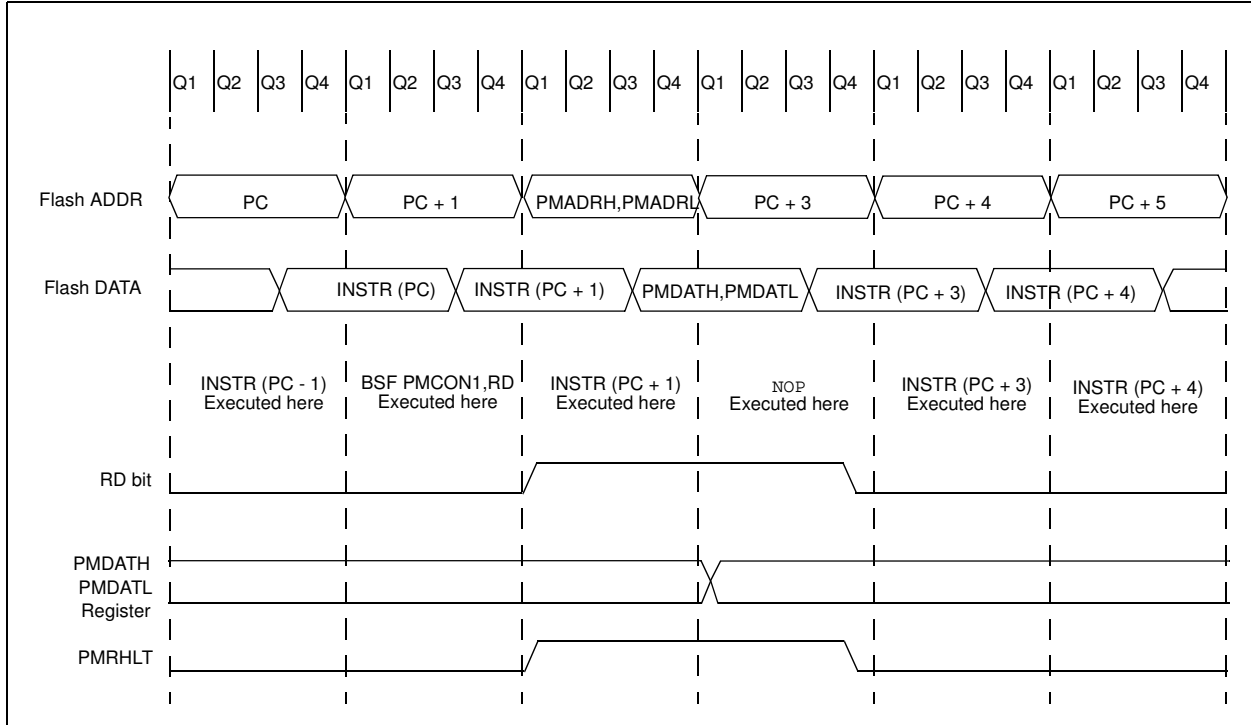 Q1 Q2 Q3 Q4 Q1 Q2 Q3 Q4 Q1 Q2 Q3 Q4 Q1 Q2 Q3 Q4 Q1 Q2 Q3 Q4 Q1 Q2 Q3 Q4
Flash ADDR PC PC + 1 PMADRH,PMADRL PC + 3 PC + 4 PC + 5
Flash DATA INSTR (PC) INSTR (PC + 1) PMDATH,PMDATL INSTR (PC + 3) INSTR (PC + 4)
INSTR (PC - 1) BSF PMCON1,RD INSTR (PC + 1) NOP INSTR (PC + 3) INSTR (PC + 4)
Executed here Executed here Executed here Executed here Executed here Executed here
RD bit
PMDATH
PMDATL
Register
PMRHLT